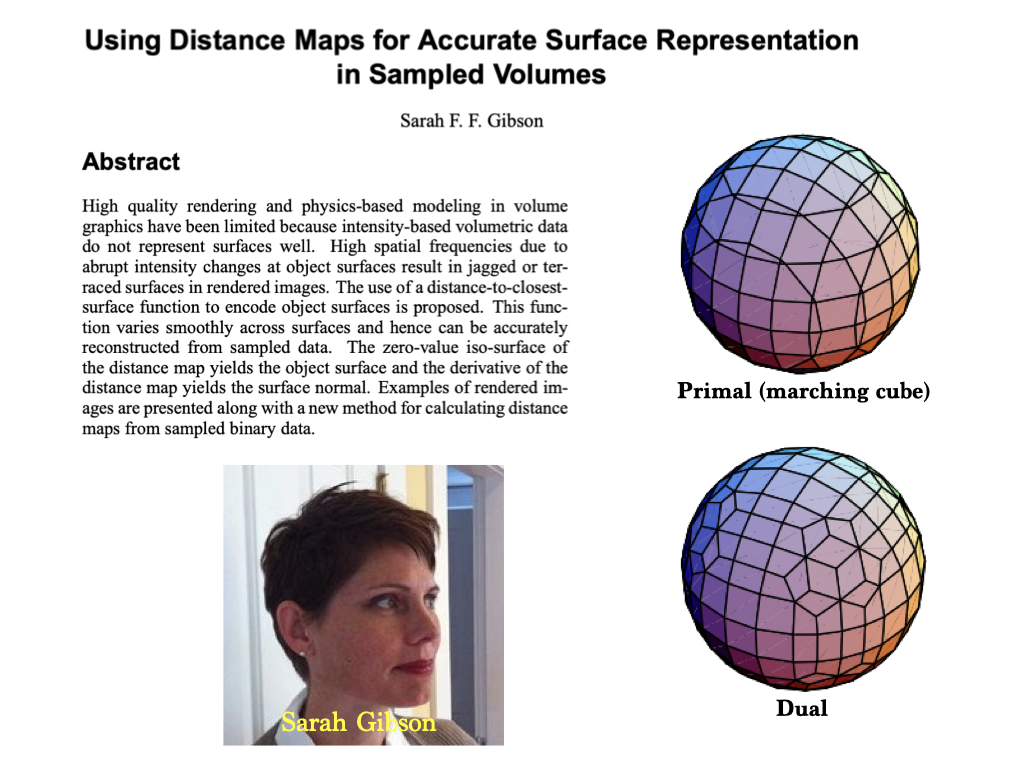 Using Distance Maps for Accurate Surface Representation
in Sampled Volumes
Sarah F. F. Gibson
Abstract
High quality rendering and physics-based modeling in volume
graphics have been limited because intensity-based volumetric data
do not represent surfaces well. High spatial frequencies due to
abrupt intensity changes at object surfaces result in jagged or ter-
raced surfaces in rendered images. The use of a distance-to-closest-
surface function to encode object surfaces is proposed. This func-
tion varies smoothly across surfaces and hence can be accurately
reconstructed from sampled data. The zero-value iso-surface of
the distance map yields the object surface and the derivative of the
distance map yields the surface normal. Examples of rendered im-
ages are presented along with a new method for calculating distance
maps from sampled binary data.
Sarah Gibson
Primal (marching cube)
Dual